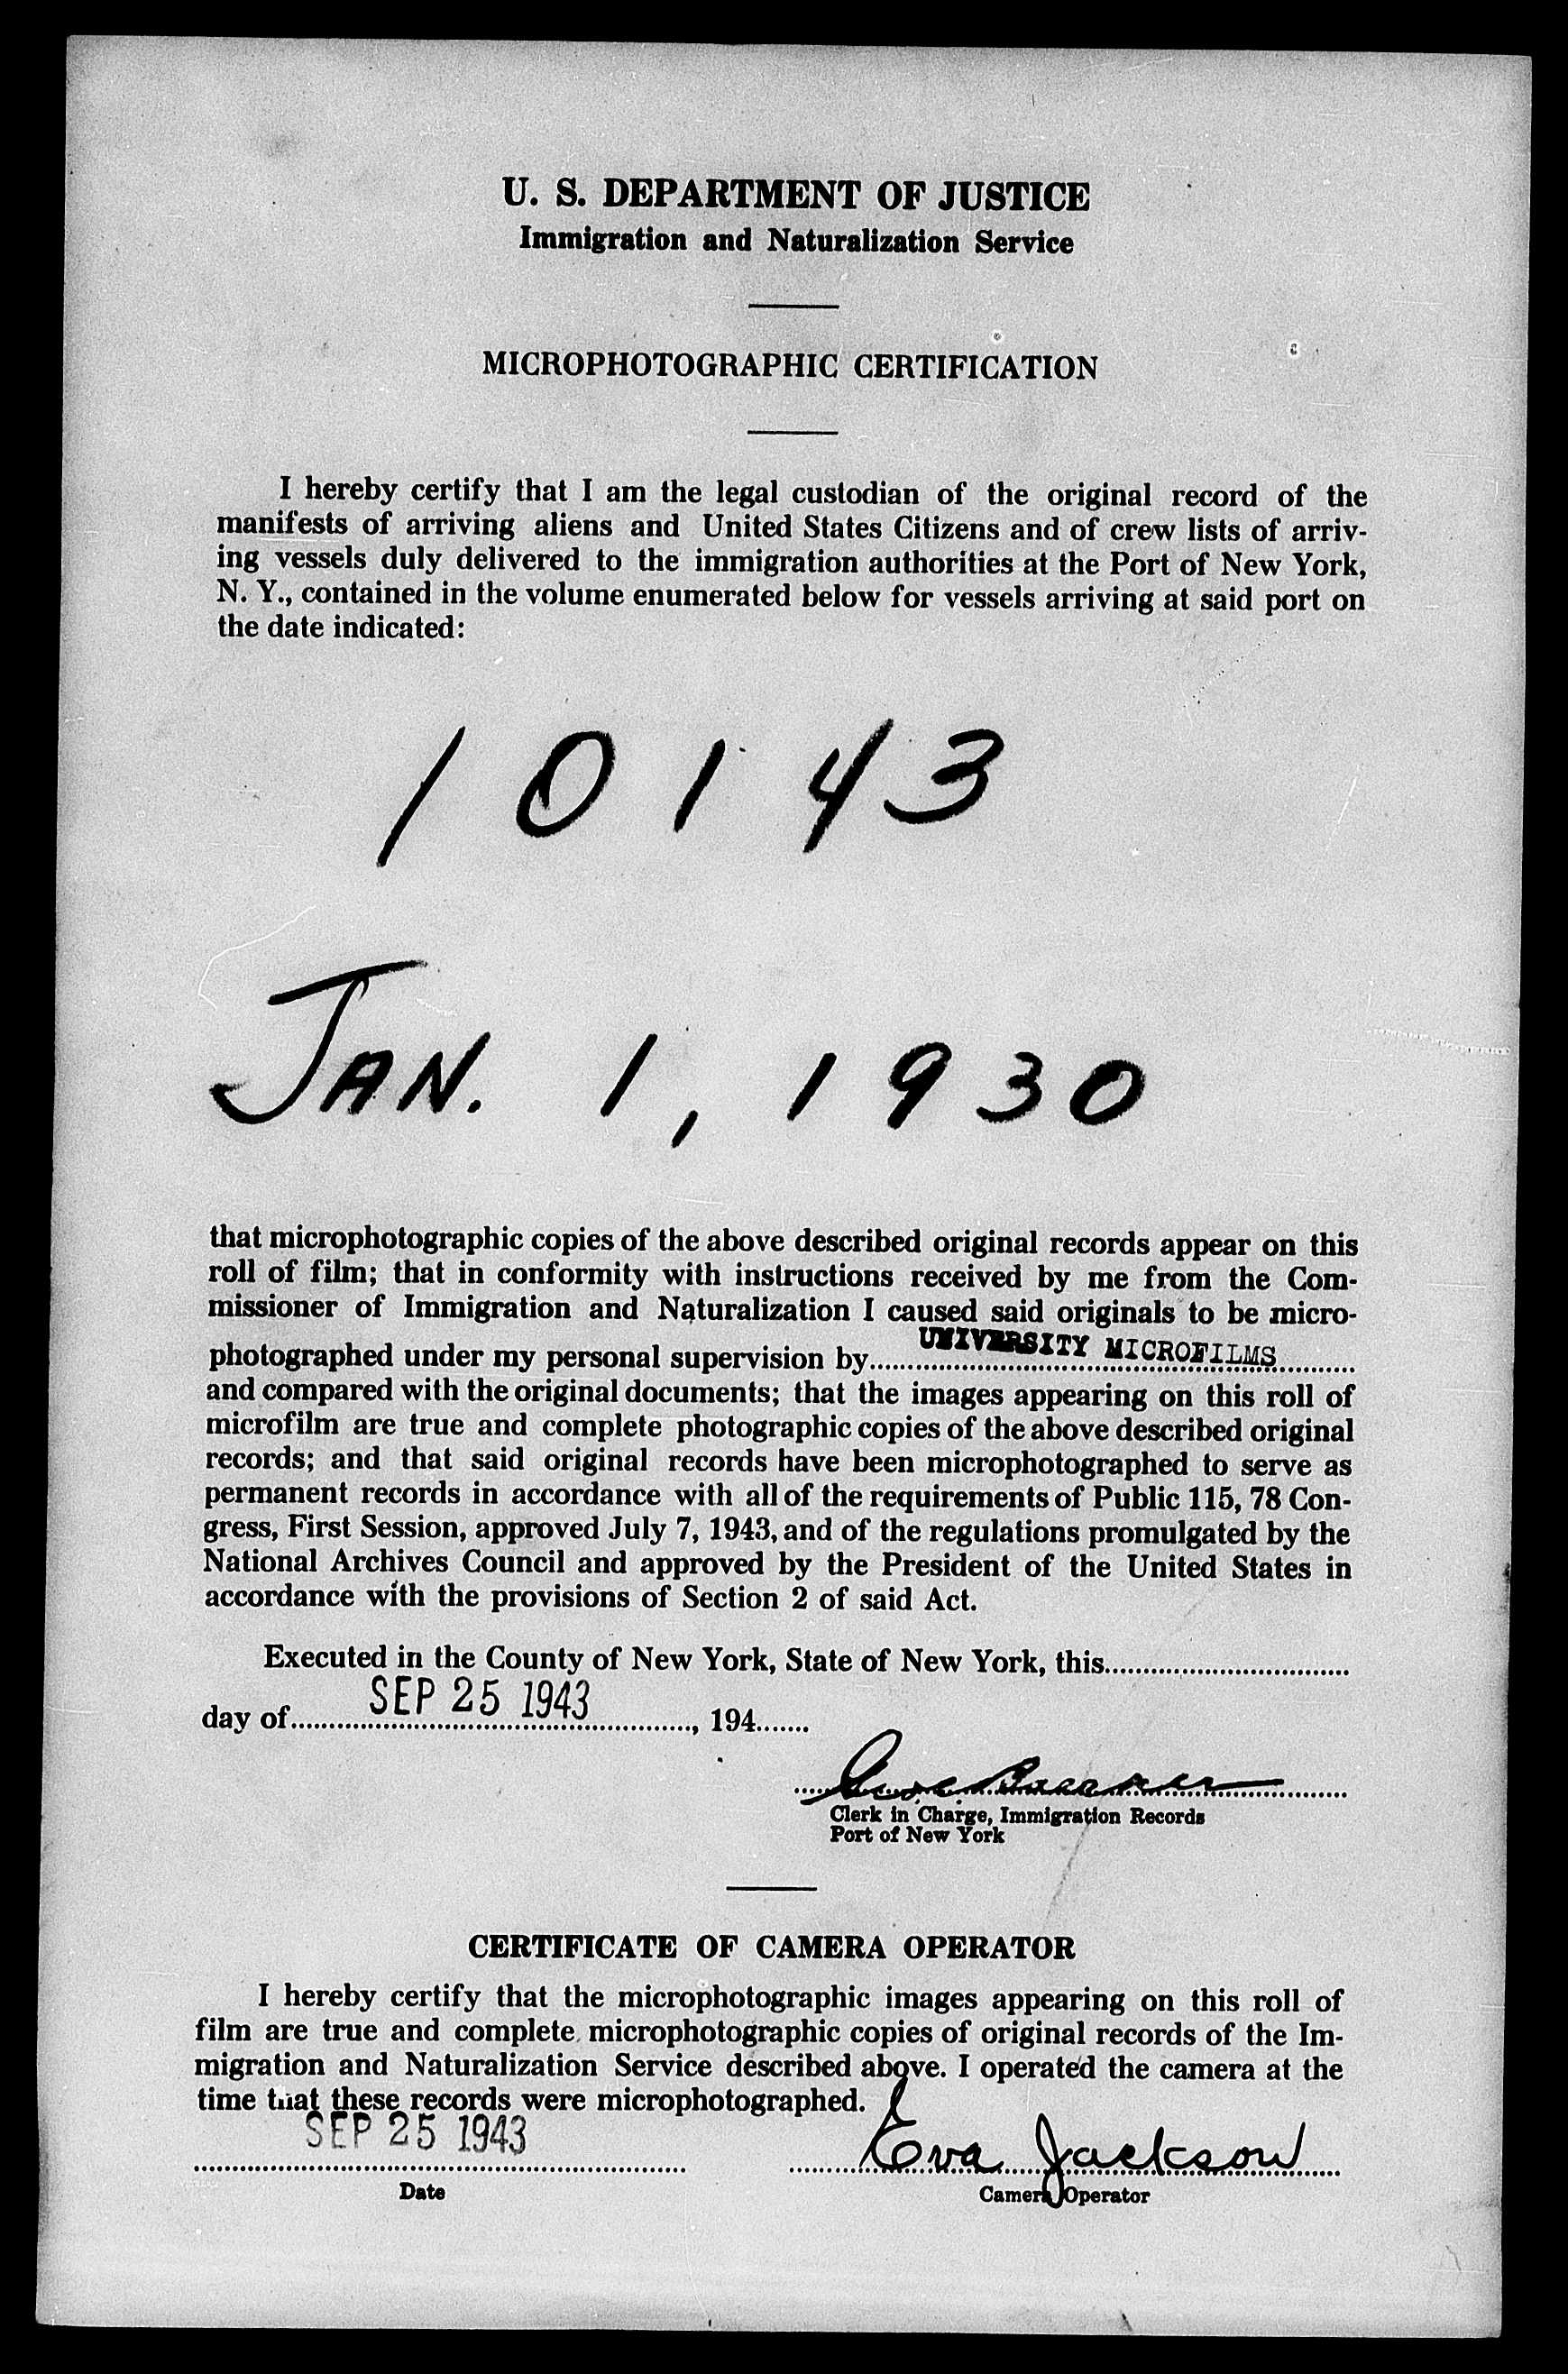 U. S. DEPARTMENT OF JUSTICE
Immigration and Naturalization Service
MICROPHOTOGRAPHIC CERTIFICATION
I hereby certify that I am the legal custodian of the original record of the
manifests of arriving aliens and United States Citizens and of crew lists of arriv-
ing vessels duly delivered to the immigration authorities at the Port of New York,
N. Y., contained in the volume enumerated below for vessels arriving at said port on
the date indicated:
10143
JAN. 1, 1930
that microphotographic copies of the above described original records appear on this
roll of film; that in conformity with instructions received by me from the Com-
missioner of Immigration and Naturalization I caused said originals to be micro-
photographed under my personal supervision by UNIVERSITY MICROFILMS
and compared with the original documents; that the images appearing on this roll of
microfilm are true and complete photographic copies of the above described original
records; and that said original records have been microphotographed to serve as
permanent records in accordance with all of the requirements of Public 115, 78 Con-
gress, First Session, approved July 7, 1943, and of the regulations promulgated by the
National Archives Council and approved by the President of the United States in
accordance with the provisions of Section 2 of said Act.
Executed in the County of New York, State of New York, this
day of SEP 25 1943, 194
Clerk in Charge, Immigration Records
Port of New York
CERTIFICATE OF CAMERA OPERATOR
I hereby certify that the microphotographic images appearing on this roll of
film are true and complete microphotographic copies of original records of the Im-
migration and Naturalization Service described above. I operated the camera at the
time that these records were microphotographed.
SEP 25 1943 Eva Jackson
Date Camera Operator